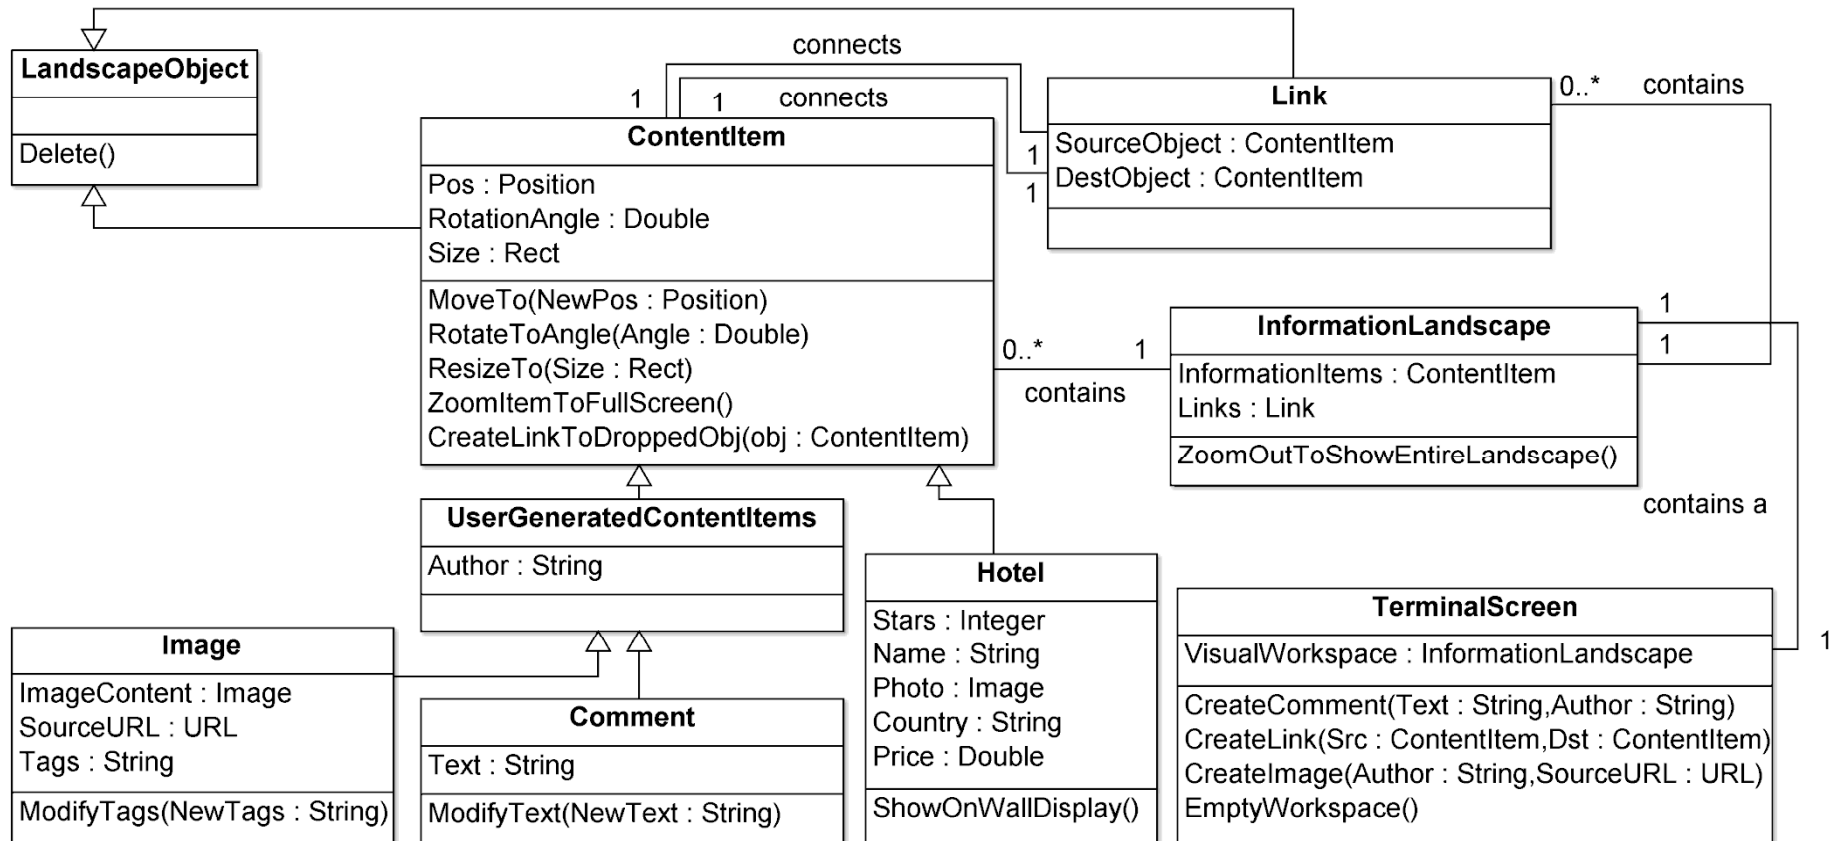 LandscapeObject
Delete()
connects
connects
1
1
ContentItem
Pos : Position
RotationAngle : Double
Size : Rect
MoveTo(NewPos : Position)
RotateToAngle(Angle : Double)
ResizeTo(Size : Rect)
ZoomItemToFullScreen()
CreateLinkToDroppedObj(obj : ContentItem)
Link
SourceObject : ContentItem
DestObject : ContentItem
1
1
0..*
contains
0..*
1
contains
InformationLandscape
InformationItems : ContentItem
Links : Link
ZoomOutToShowEntireLandscape()
1
1
contains a
1
UserGeneratedContentItems
Author : String
Image
ImageContent : Image
SourceURL : URL
Tags : String
ModifyTags(NewTags : String)
Comment
Text : String
ModifyText(NewText : String)
Hotel
Stars : Integer
Name : String
Photo : Image
Country : String
Price : Double
ShowOnWallDisplay()
TerminalScreen
VisualWorkspace : InformationLandscape
CreateComment(Text : String,Author : String)
CreateLink(Src : ContentItem,Dst : ContentItem)
CreateImage(Author : String,SourceURL : URL)
EmptyWorkspace()